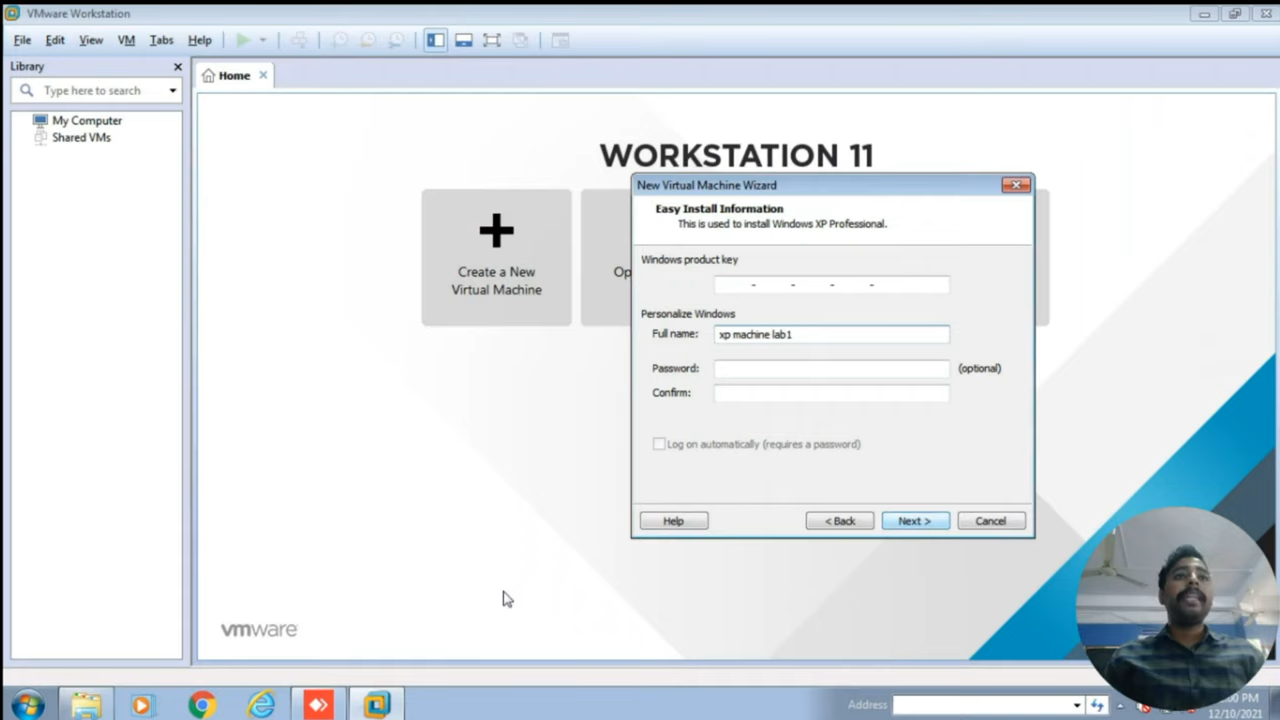 VMware Workstation
File Edit View VM Tabs Help
Library
Home
Type here to search
My Computer
Shared VMs
WORKSTATION 11
Create a New
Virtual Machine
Op
New Virtual Machine Wizard
Easy Install Information
This is used to install Windows XP Professional.
Windows product key
- - - -
Personalize Windows
Full name: xp machine lab1
Password: (optional)
Confirm:
Log on automatically (requires a password)
Help < Back Next > Cancel
vmware
Address
:00 PM
12/10/2021